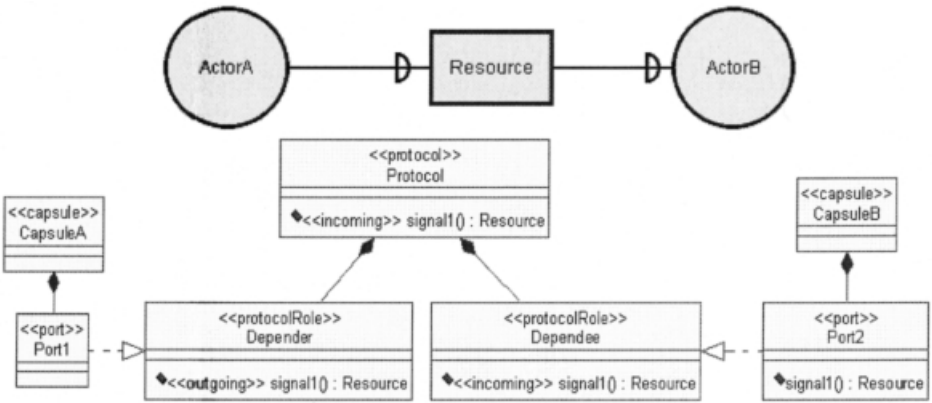 ActorA
Resource
ActorB
<<protocol>>
Protocol
<<incoming>> signal1() : Resource
<<capsule>>
CapsuleA
<<capsule>>
CapsuleB
<<port>>
Port1
<<protocolRole>>
Depender
<<outgoing>> signal1() : Resource
<<protocolRole>>
Dependee
<<incoming>> signal1() : Resource
<<port>>
Port2
signal1() : Resource